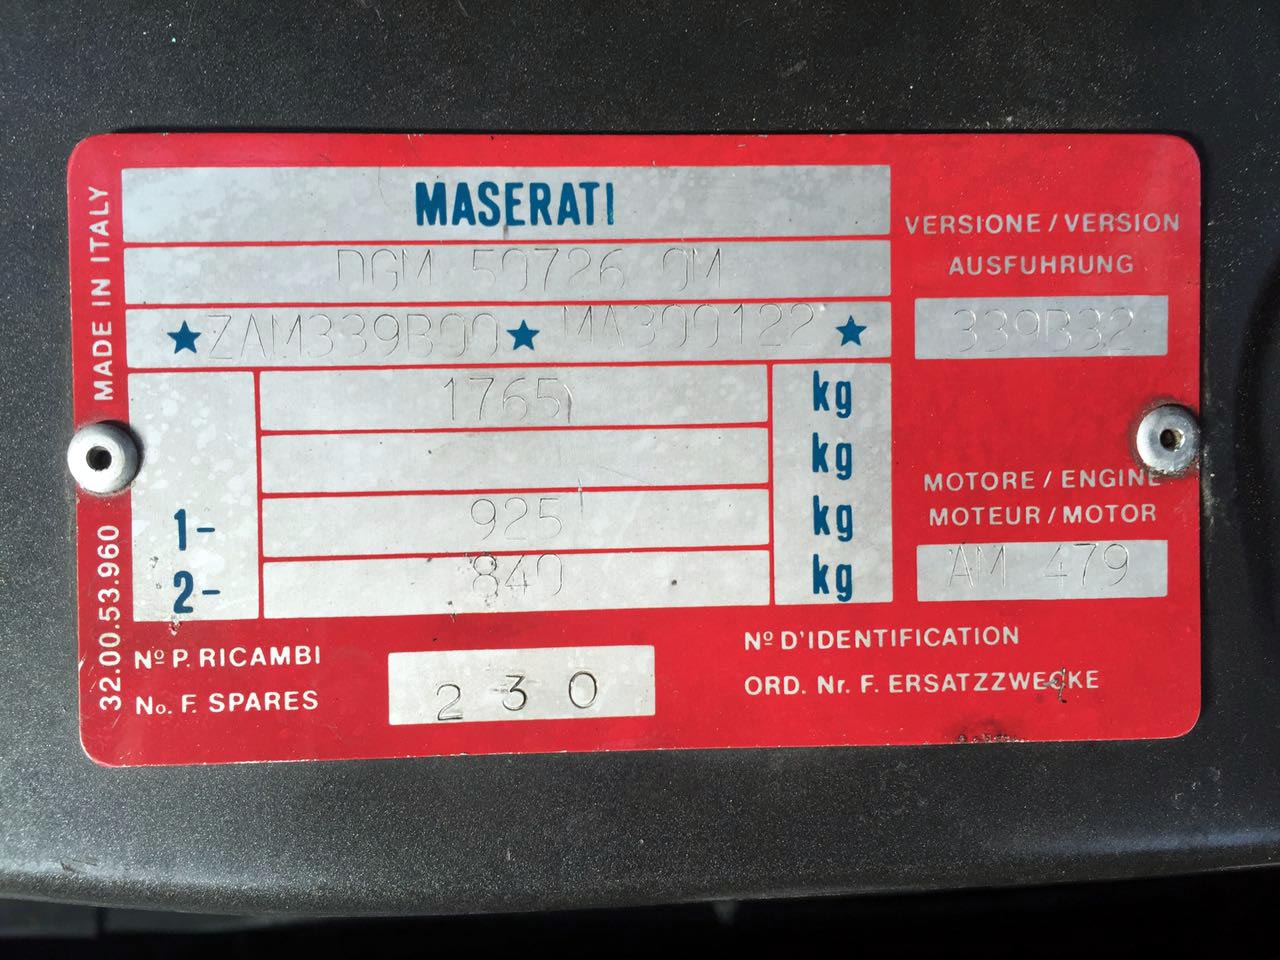 MADE IN ITALY
32.00.53.960
MASERATI
DGM 50726 OM
★ZAM339B00★ MA300122 ★
1765 kg
kg
1- 925 kg
2- 840 kg
VERSIONE / VERSION
AUSFUHRUNG
339B32
MOTORE / ENGINE
MOTEUR / MOTOR
AM 479
Nº P. RICAMBI
No. F. SPARES
230
Nº D'IDENTIFICATION
ORD. Nr. F. ERSATZZWECKE